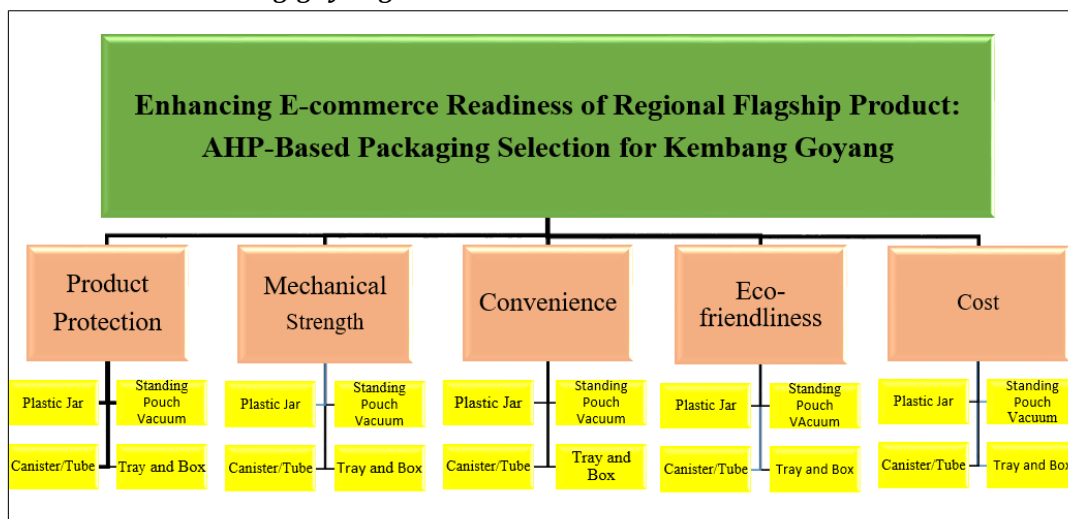 Enhancing E-commerce Readiness of Regional Flagship Product:
AHP-Based Packaging Selection for Kembang Goyang
Product
Protection
Plastic Jar
Standing
Pouch
Vacuum
Canister/Tube
Tray and Box
Mechanical
Strength
Plastic Jar
Standing
Pouch
Vacuum
Canister/Tube
Tray and Box
Convenience
Plastic Jar
Standing
Pouch
Vacuum
Canister/Tube
Tray and
Box
Eco-
friendliness
Plastic Jar
Standing
Pouch
VAcuum
Canister/Tube
Tray and Box
Cost
Plastic Jar
Standing
Pouch
Vacuum
Canister/Tube
Tray and Box